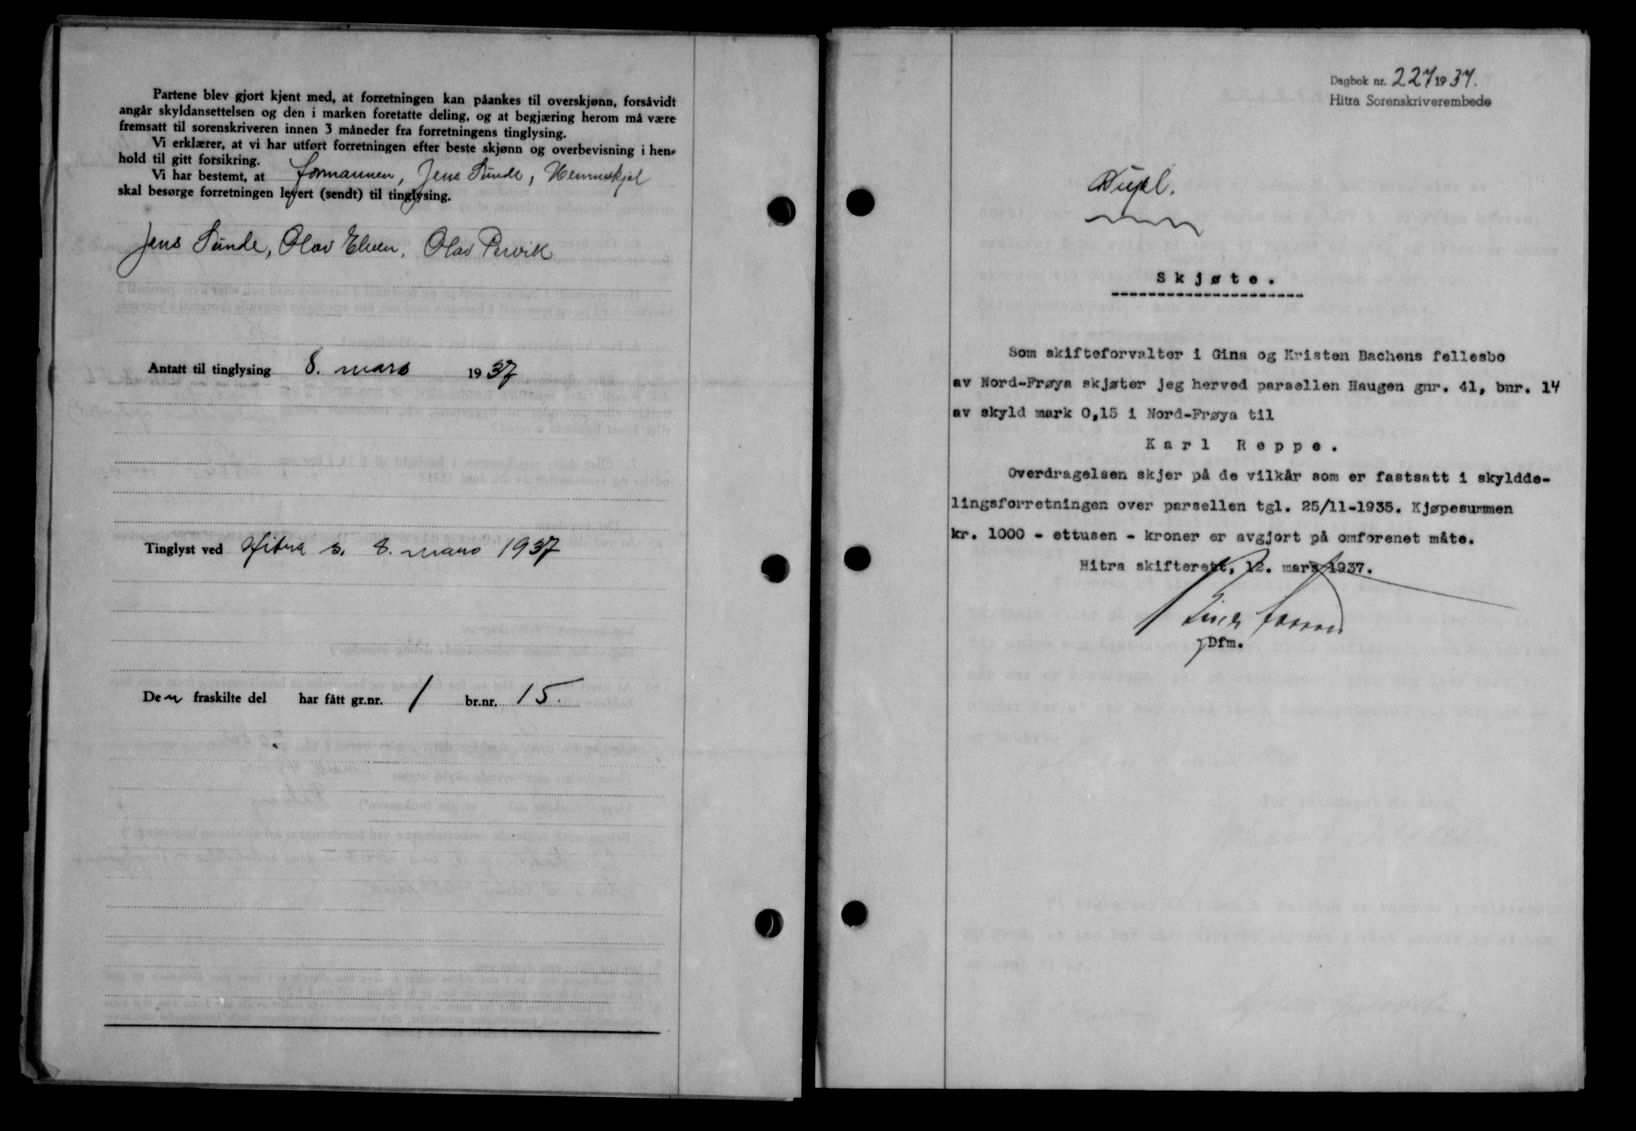 Partene blev gjort kjent med, at forretningen kan påankes til overskjønn, forsåvidt
angår skyldansettelsen og den i marken foretatte deling, og at begjæring herom må være
fremsatt til sorenskriveren innen 3 måneder fra forretningens tinglysing.
Vi erklærer, at vi har utført forretningen efter beste skjønn og overbevisning i hen-
hold til gitt forsikring.
Vi har bestemt, at formannen, Jens Sunde, Hemnskjel
skal besørge forretningen levert (sendt) til tinglysing.
Jens Sunde, Olav Elven, Olav Pervik
Antatt til tinglysing 8. mars 1937
Tinglyst ved Hitra s. 8. mars 1937
Den fraskilte del har fått gr.nr. 1 br.nr. 15.
Dagbok nr. 227 1937.
Hitra Sorenskriverembede
Dupl.
Skjøte.
Som skifteforvalter i Gina og Kristen Bachens fellesbo
av Nord-Frøya skjøter jeg herved parsellen Haugen gnr. 41, bnr. 14
av skyld mark 0,15 i Nord-Frøya til
Karl Reppe.
Overdragelsen skjer på de vilkår som er fastsatt i skyldde-
lingsforretningen over parsellen tgl. 25/11-1935. Kjøpesummen
kr. 1000 - ettusen - kroner er avgjort på omforenet måte.
Hitra skifterett, 12. mars 1937.
Dfm.